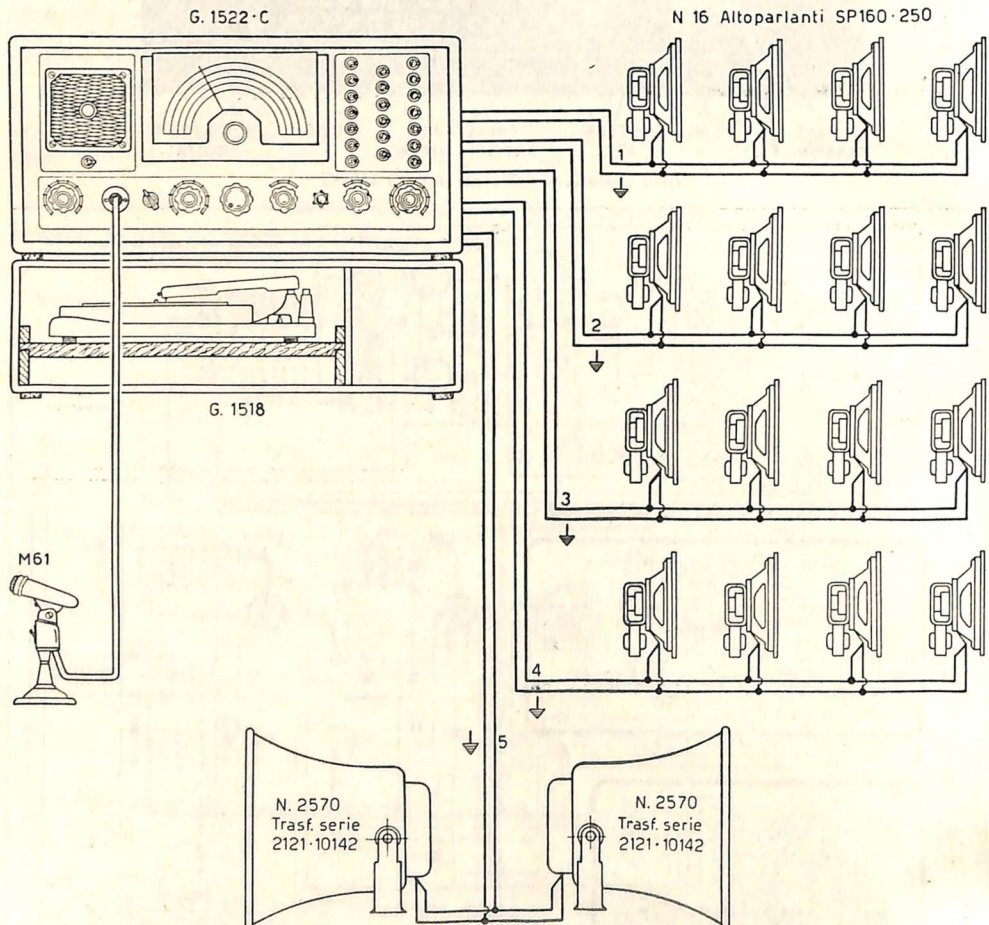 G. 1522·C
N 16 Altoparlanti SP160·250
1
2
G. 1518
3
M61
4
5
N. 2570
Trasf. serie
2121·10142
N. 2570
Trasf. serie
2121·10142